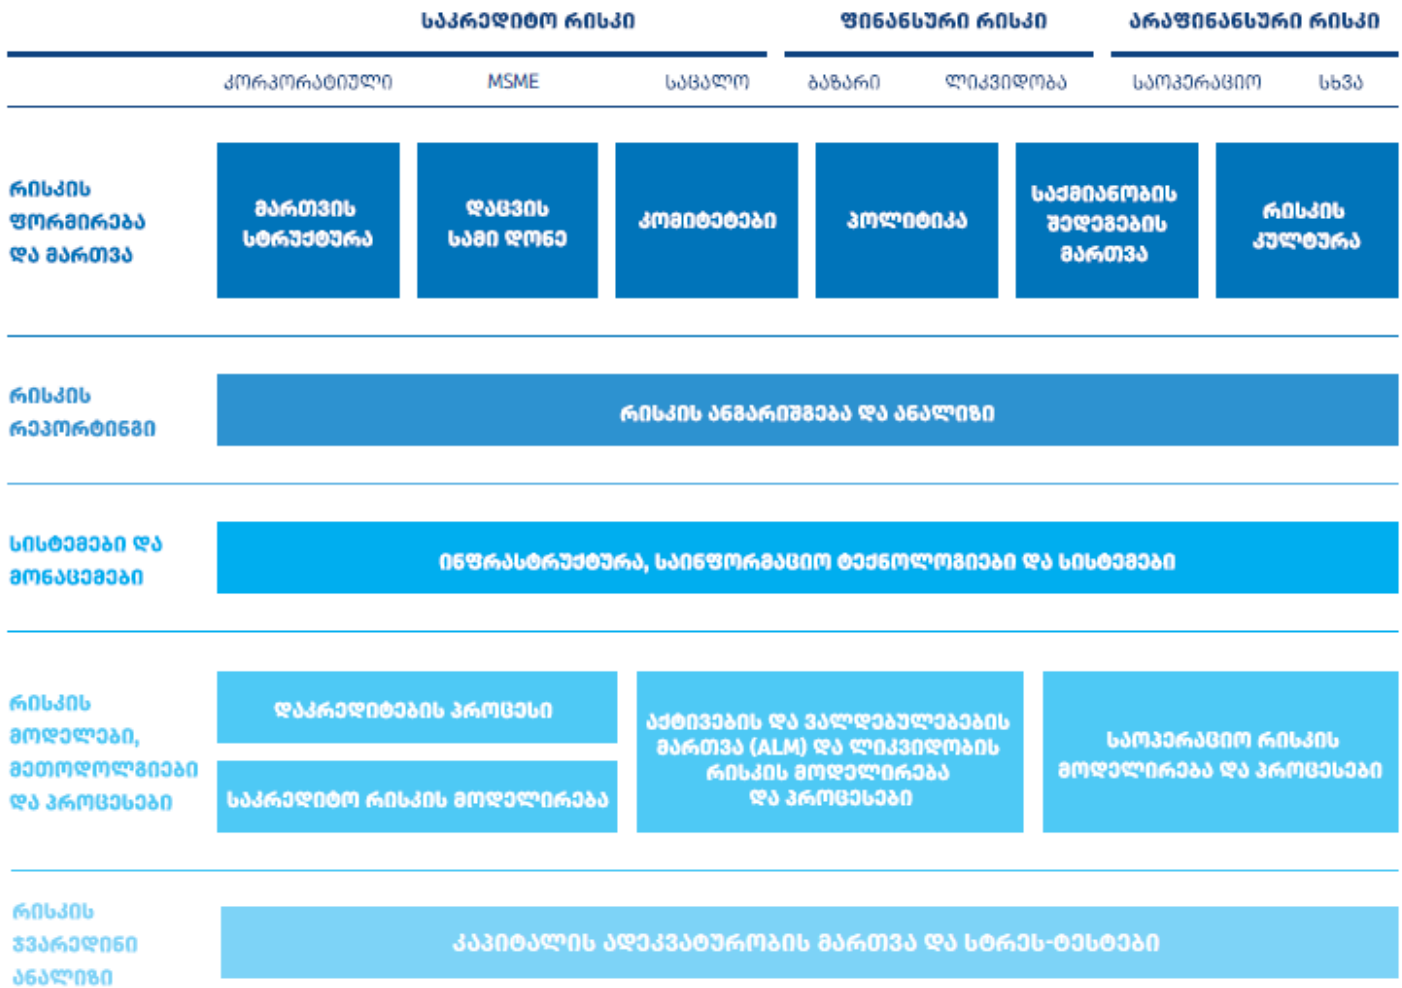 საკრედიტო რისკი
ფინანსური რისკი
არაფინანსური რისკი
კორპორატიული
MSME
საცალო
ბაზარი
ლიკვიდობა
საოპერაციო
სხვა
რისკის
ფორმირება
და მართვა
მართვის
სტრუქტურა
დაცვის
სამი დონე
კომიტეტები
პოლიტიკა
საქმიანობის
შედეგების
მართვა
რისკის
კულტურა
რისკის
რეპორტინგი
რისკის ანგარიშგება და ანალიზი
სისტემები და
მონაცემები
ინფრასტრუქტურა, საინფორმაციო ტექნოლოგიები და სისტემები
რისკის
მოდელები,
მეთოდოლგიები
და პროცესები
დაკრედიტების პროცესი
საკრედიტო რისკის მოდელირება
აქტივების და ვალდებულებების
მართვა (ALM) და ლიკვიდობის
რისკის მოდელირება
და პროცესები
საოპერაციო რისკის
მოდელირება და პროცესები
რისკის
ჯვარედინი
ანალიზი
კაპიტალის ადეკვატურობის მართვა და სტრეს-ტესტები